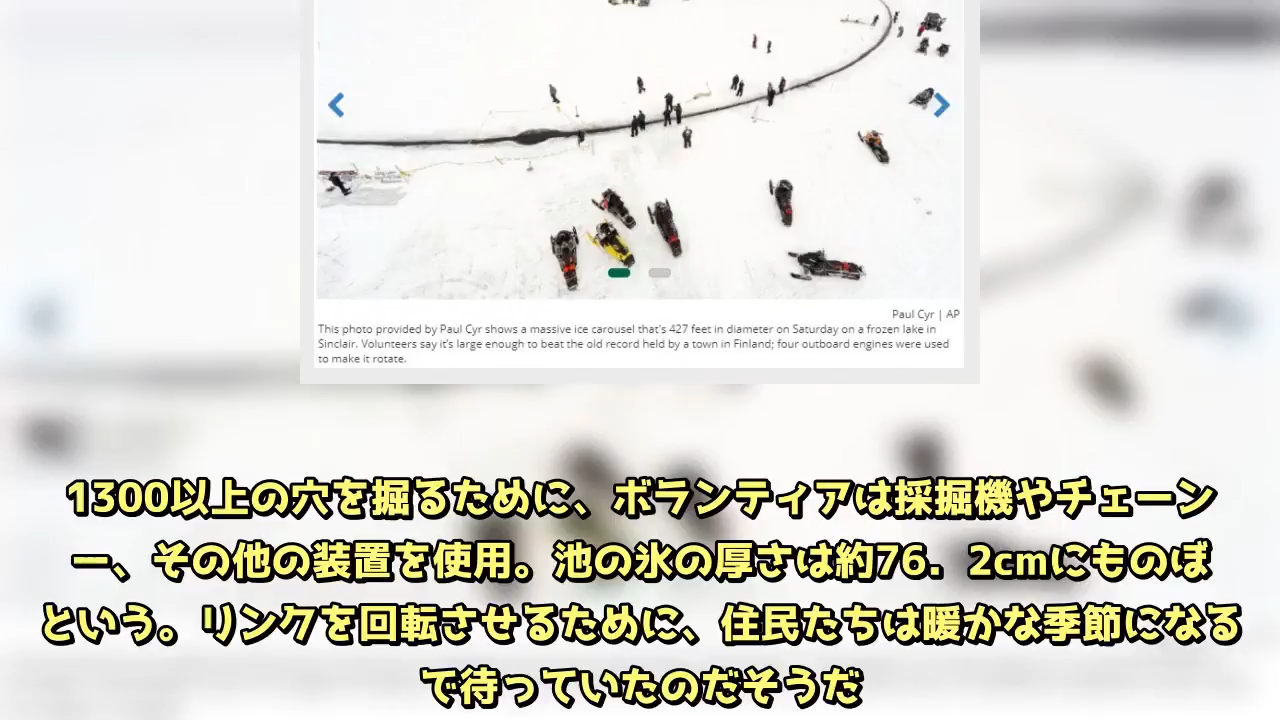 Paul Cyr | AP
This photo provided by Paul Cyr shows a massive ice carousel that's 427 feet in diameter on Saturday on a frozen lake in
Sinclair. Volunteers say it's large enough to beat the old record held by a town in Finland; four outboard engines were used
to make it rotate.
1300以上の穴を掘るために、ボランティアは採掘機やチェーン
ー、その他の装置を使用。池の氷の厚さは約76．2cmにものぼ
という。リンクを回転させるために、住民たちは暖かな季節になる
で待っていたのだそうだ